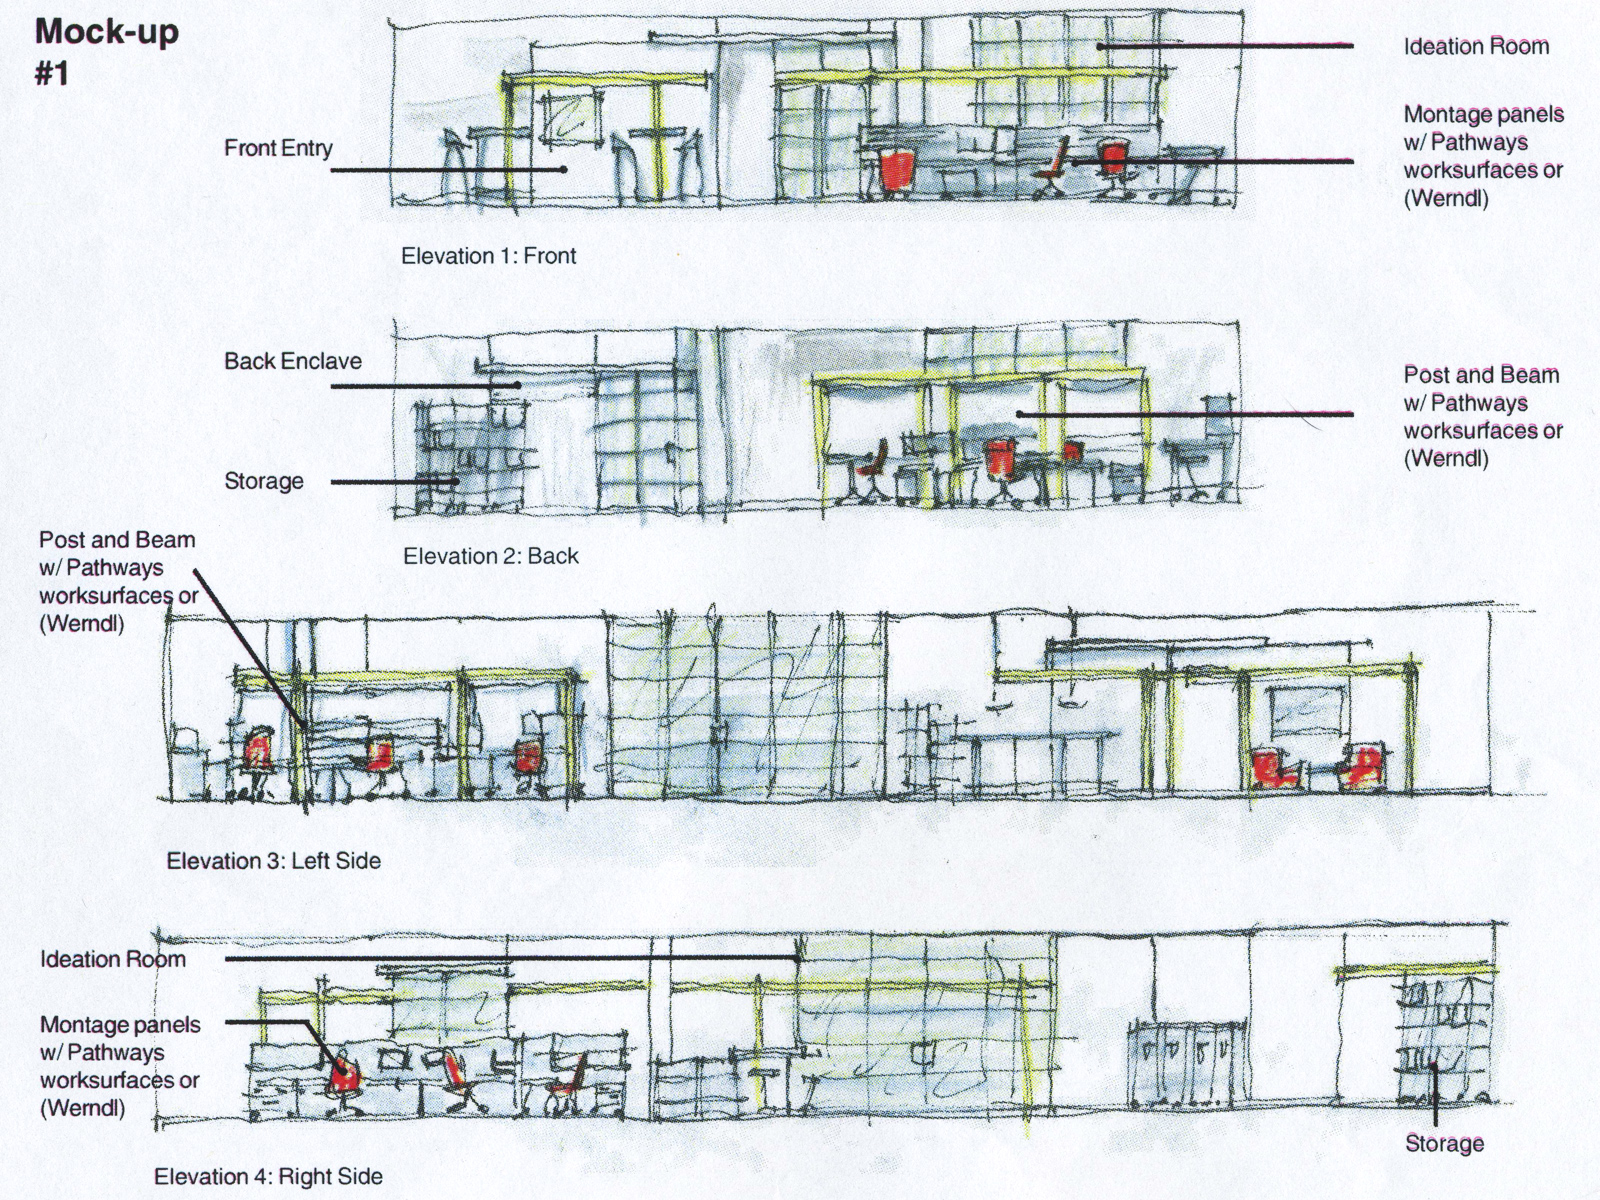 Mock-up
#1
Ideation Room
Montage panels
w/ Pathways
worksurfaces or
(Werndl)
Front Entry
Elevation 1: Front
Back Enclave
Post and Beam
w/ Pathways
worksurfaces or
(Werndl)
Storage
Elevation 2: Back
Post and Beam
w/ Pathways
worksurfaces or
(Werndl)
Elevation 3: Left Side
Ideation Room
Montage panels
w/ Pathways
worksurfaces or
(Werndl)
Storage
Elevation 4: Right Side